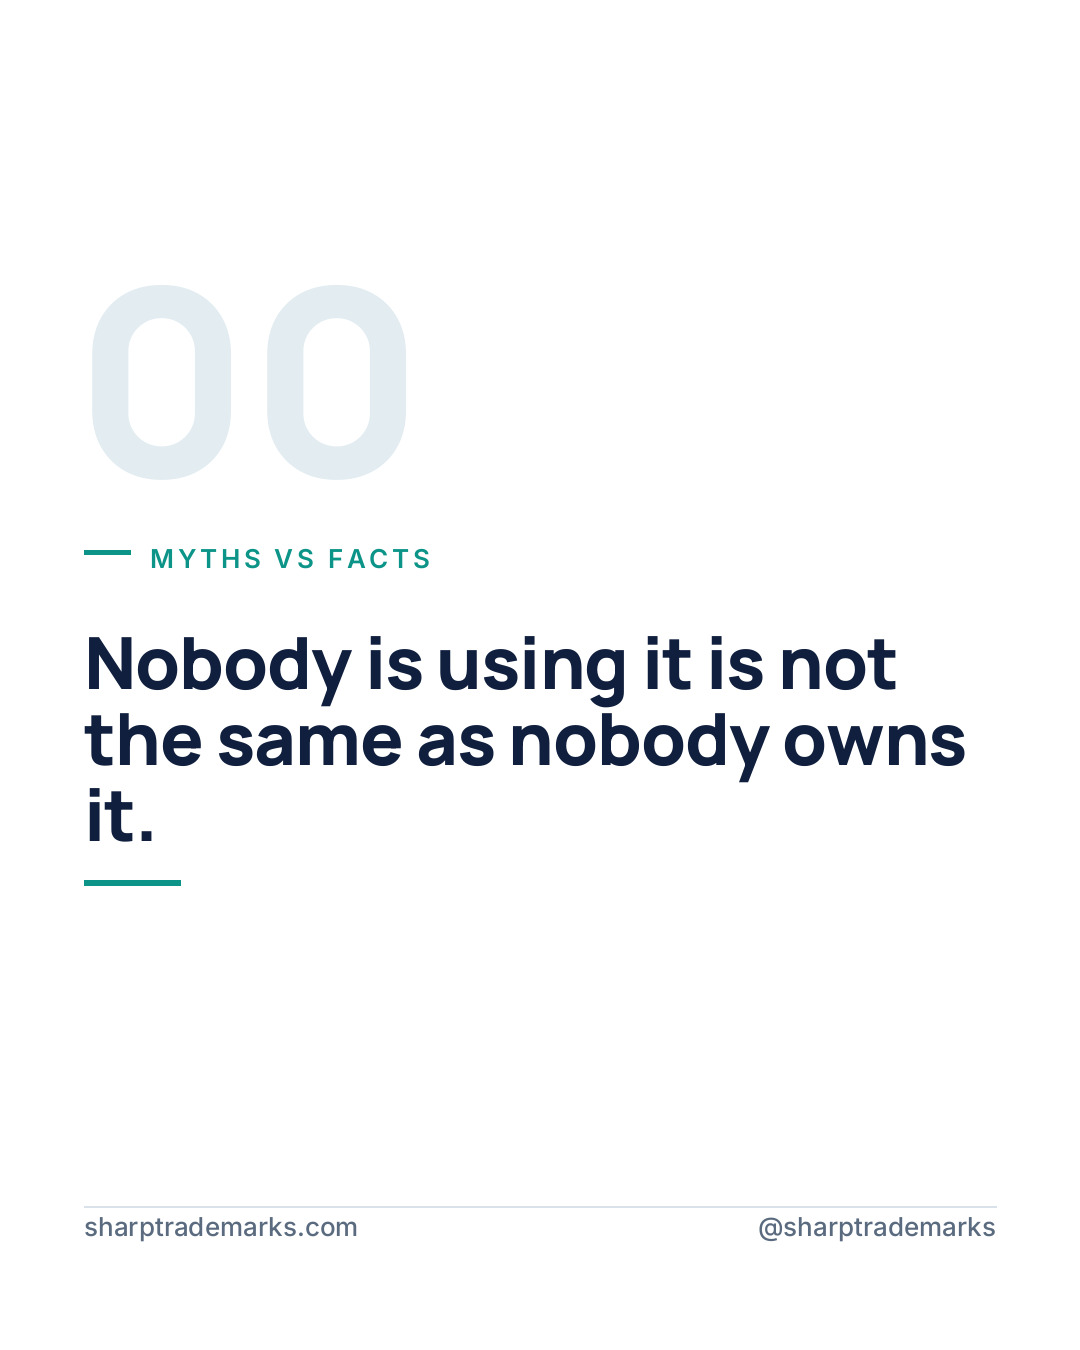 00
MYTHS VS FACTS
Nobody is using it is not
the same as nobody owns
it.
sharptrademarks.com
@sharptrademarks